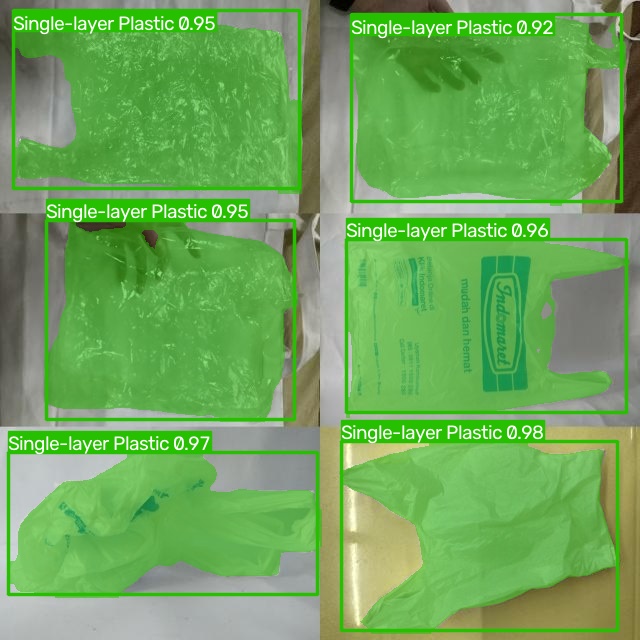 Single-layer Plastic 0.95
Single-layer Plastic 0.92
Single-layer Plastic 0.95
Single-layer Plastic 0.96
Indomaret
mudah dan hemat
Single-layer Plastic 0.97
Single-layer Plastic 0.98